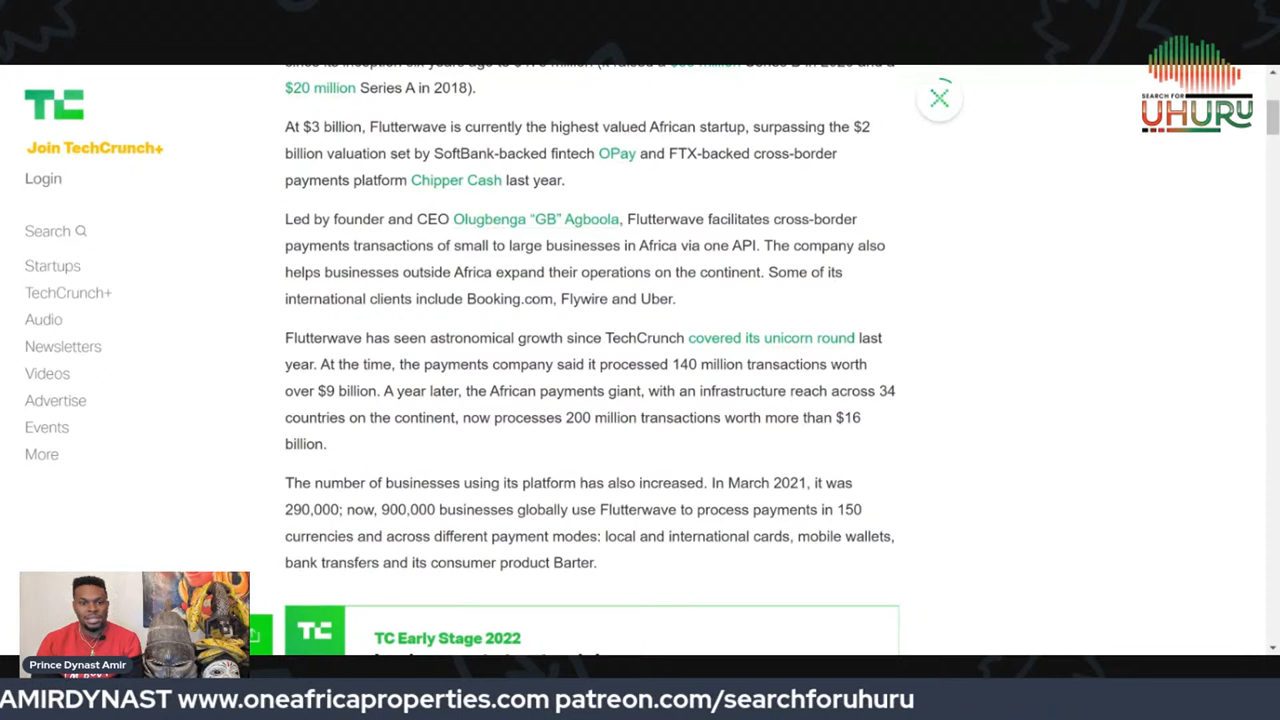 $20 million Series A in 2018).
SEARCH FOR
UHURU
TC
Join TechCrunch+
Login
Search
Startups
TechCrunch+
Audio
Newsletters
Videos
Advertise
Events
More
At $3 billion, Flutterwave is currently the highest valued African startup, surpassing the $2
billion valuation set by SoftBank-backed fintech OPay and FTX-backed cross-border
payments platform Chipper Cash last year.
Led by founder and CEO Olugbenga “GB” Agboola, Flutterwave facilitates cross-border
payments transactions of small to large businesses in Africa via one API. The company also
helps businesses outside Africa expand their operations on the continent. Some of its
international clients include Booking.com, Flywire and Uber.
Flutterwave has seen astronomical growth since TechCrunch covered its unicorn round last
year. At the time, the payments company said it processed 140 million transactions worth
over $9 billion. A year later, the African payments giant, with an infrastructure reach across 34
countries on the continent, now processes 200 million transactions worth more than $16
billion.
The number of businesses using its platform has also increased. In March 2021, it was
290,000; now, 900,000 businesses globally use Flutterwave to process payments in 150
currencies and across different payment modes: local and international cards, mobile wallets,
bank transfers and its consumer product Barter.
TC
TC Early Stage 2022
Prince Dynast Amir
AMIRDYNAST www.oneafricaproperties.com patreon.com/searchforuhuru